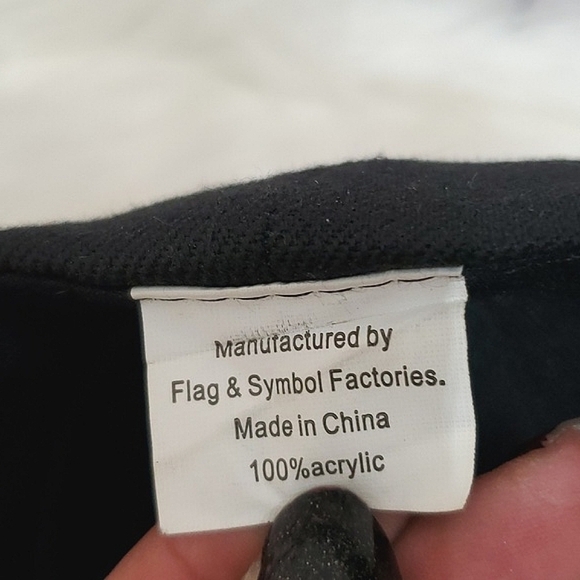 Manufactured by
Flag & Symbol Factories.
Made in China
100%acrylic